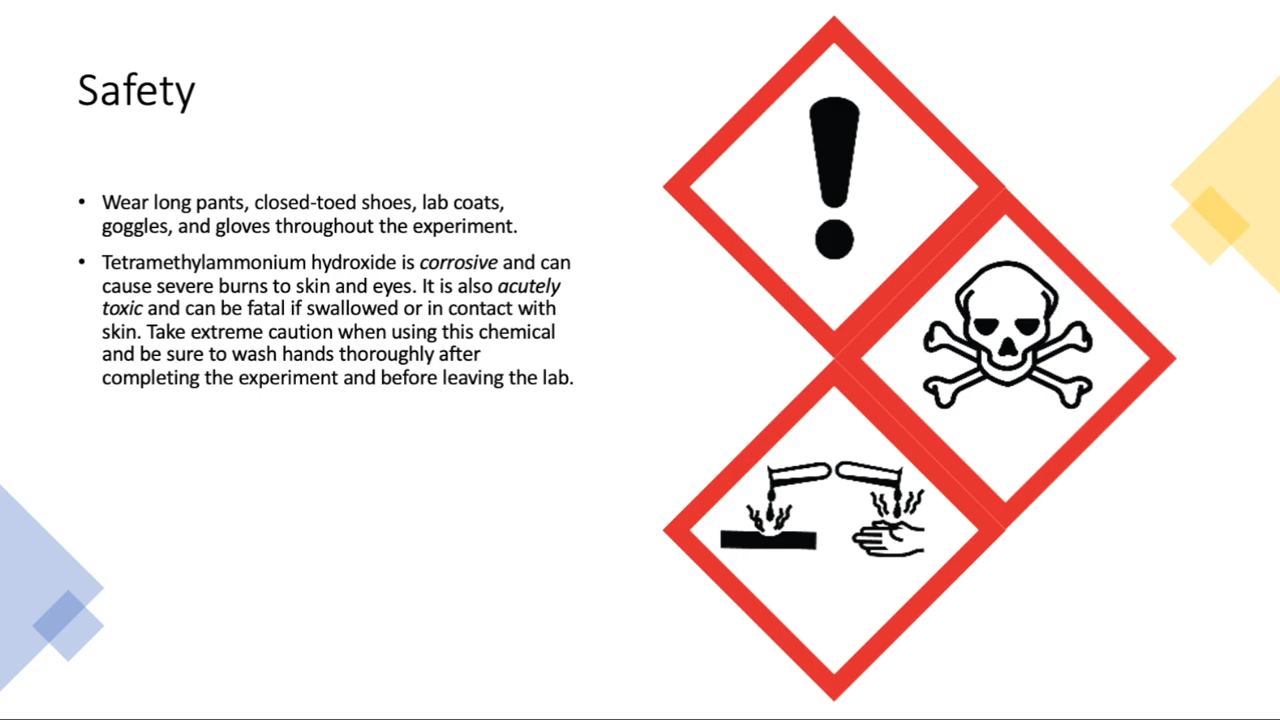 Safety
• Wear long pants, closed-toed shoes, lab coats,
goggles, and gloves throughout the experiment.
• Tetramethylammonium hydroxide is corrosive and can
cause severe burns to skin and eyes. It is also acutely
toxic and can be fatal if swallowed or in contact with
skin. Take extreme caution when using this chemical
and be sure to wash hands thoroughly after
completing the experiment and before leaving the lab.